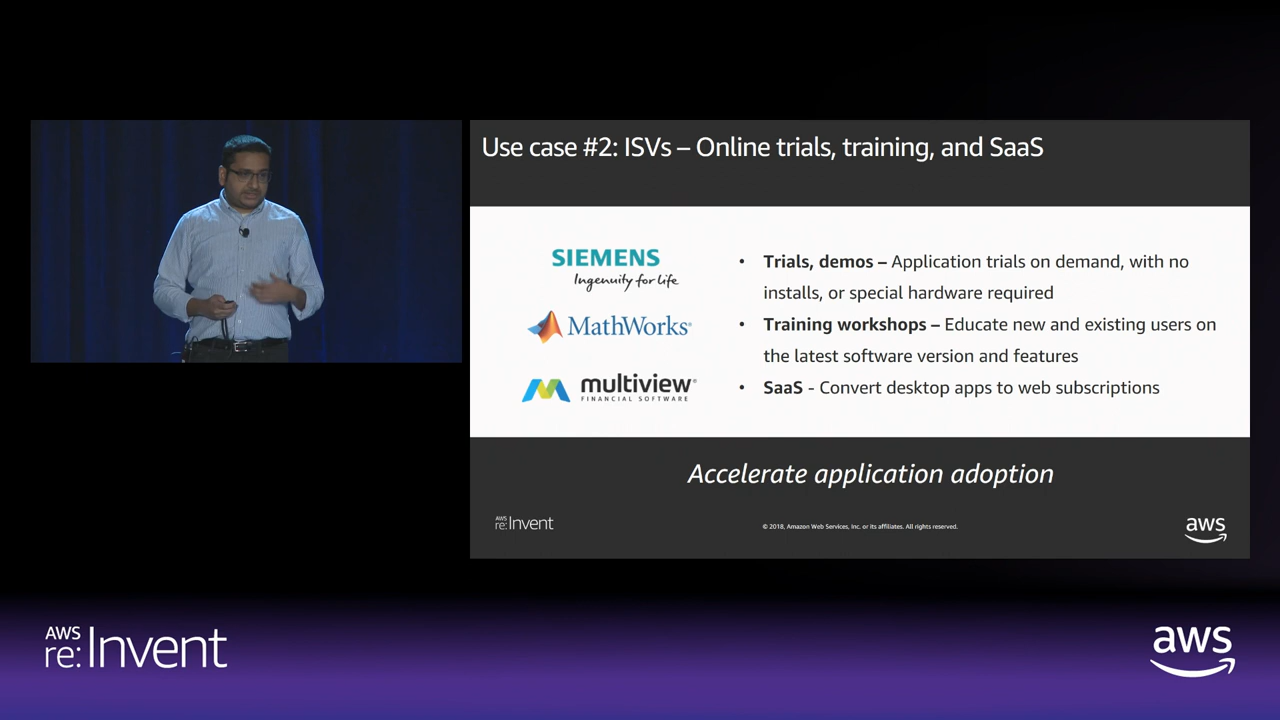 Use case #2: ISVs – Online trials, training, and SaaS
SIEMENS
Ingenuity for life
MathWorks®
multiview®
FINANCIAL SOFTWARE
• Trials, demos – Application trials on demand, with no
installs, or special hardware required
• Training workshops – Educate new and existing users on
the latest software version and features
• SaaS - Convert desktop apps to web subscriptions
Accelerate application adoption
AWS
re:Invent
© 2018, Amazon Web Services, Inc. or its affiliates. All rights reserved.
aws
AWS
re:Invent
aws